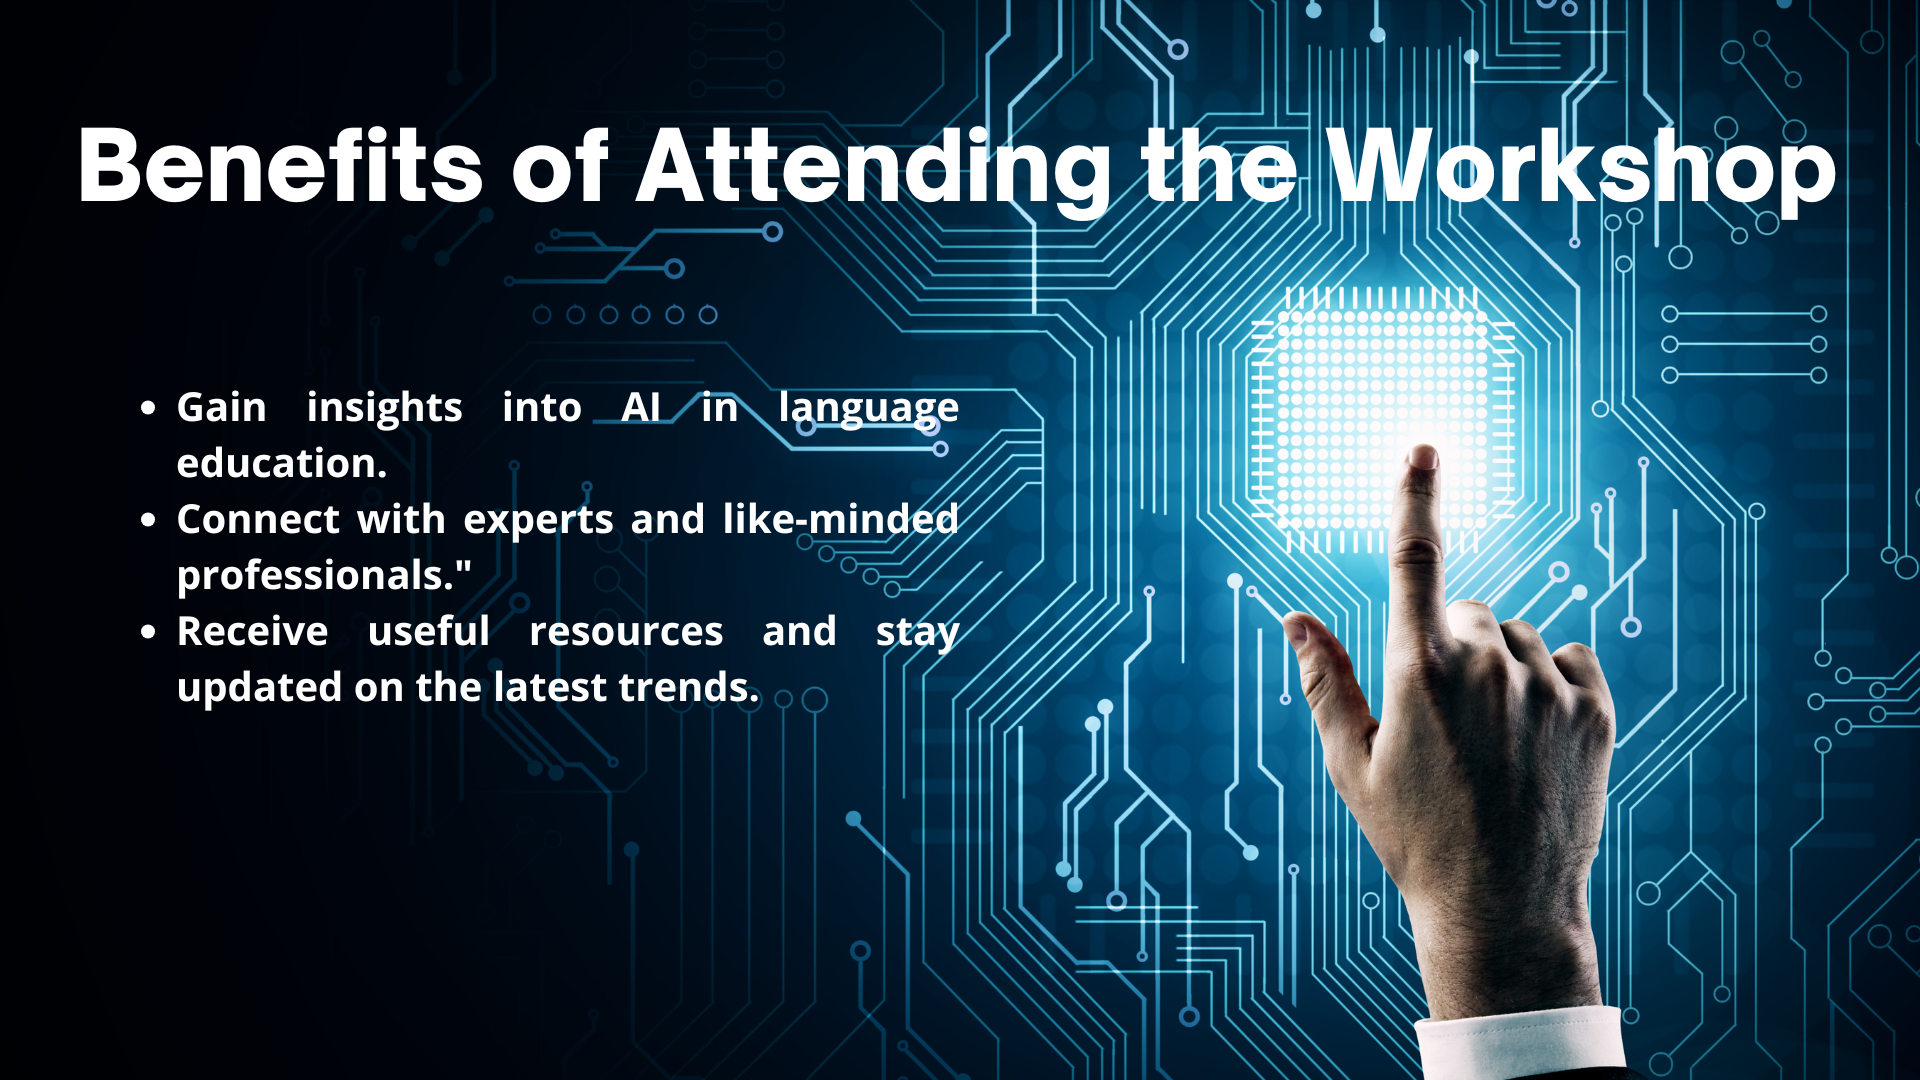 Benefits of Attending the Workshop
• Gain insights into AI in language
education.
• Connect with experts and like-minded
professionals."
• Receive useful resources and stay
updated on the latest trends.